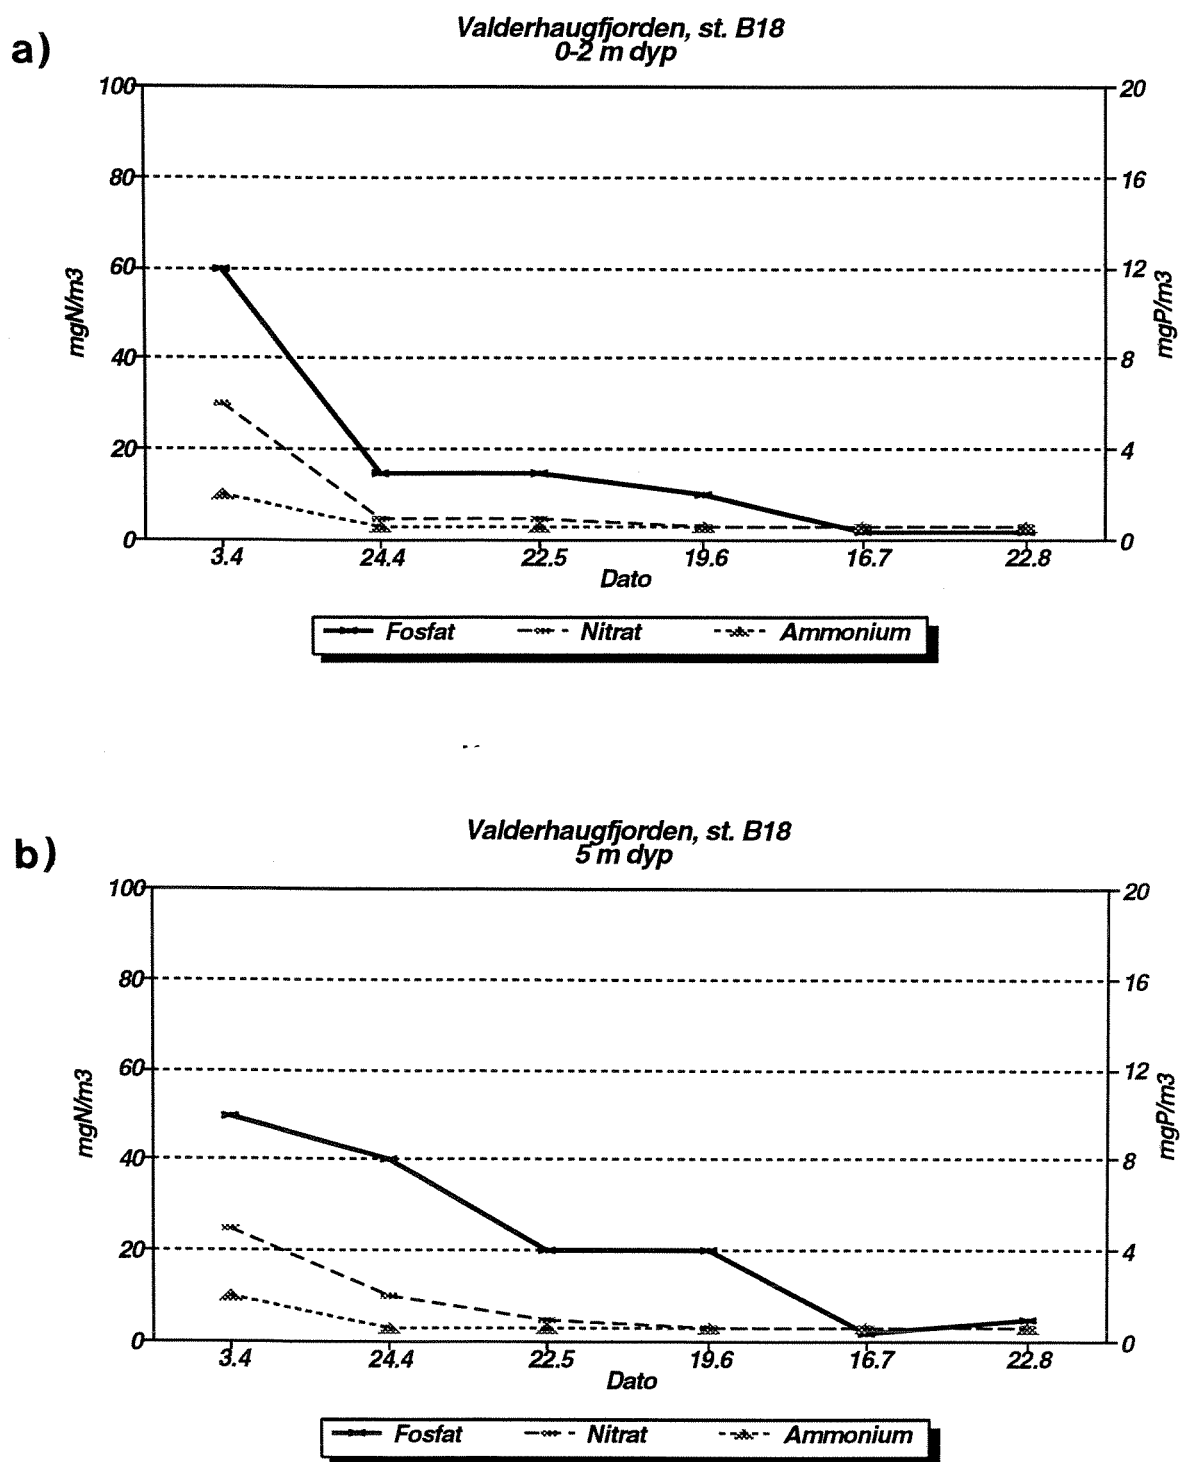 a)
Valderhaugfjorden, st. B18
0-2 m dyp
100
80
60
40
20
0
mgN/m3
20
16
12
8
4
0
mgP/m3
3.4 24.4 22.5 19.6 16.7 22.8
Dato
Fosfat Nitrat Ammonium
b)
Valderhaugfjorden, st. B18
5 m dyp
100
80
60
40
20
0
mgN/m3
20
16
12
8
4
0
mgP/m3
3.4 24.4 22.5 19.6 16.7 22.8
Dato
Fosfat Nitrat Ammonium